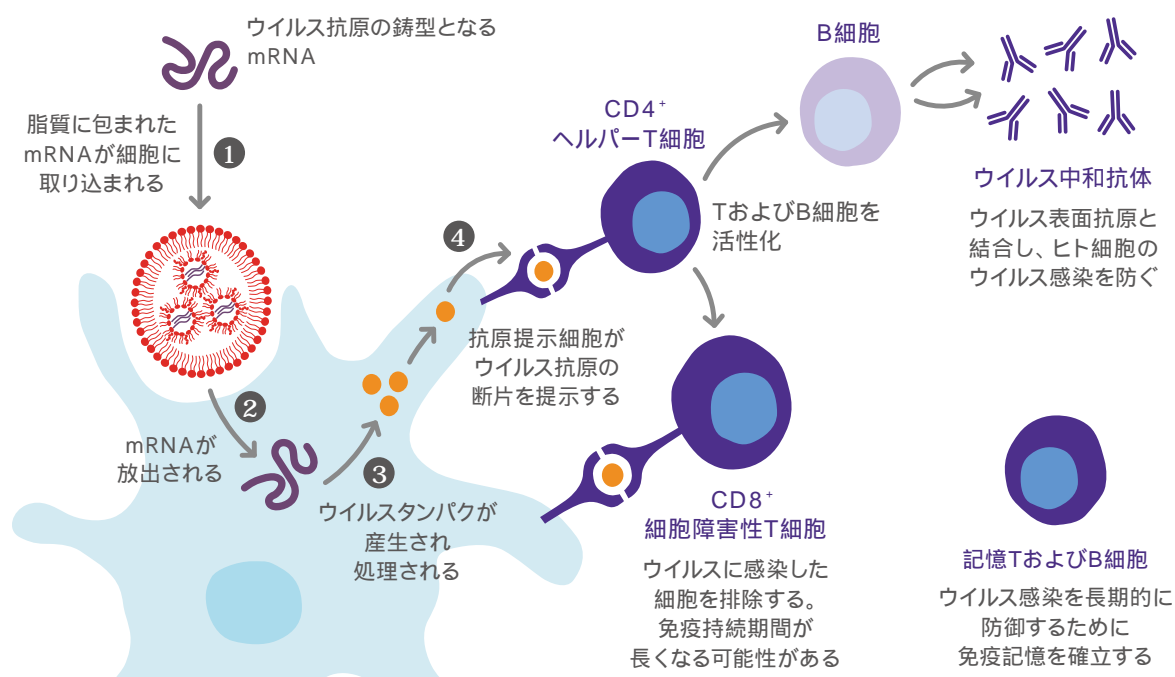 ウイルス抗原の鋳型となる
mRNA
脂質に包まれた
mRNAが細胞に
取り込まれる
1
2
mRNAが
放出される
3
ウイルスタンパクが
産生され
処理される
4
抗原提示細胞が
ウイルス抗原の
断片を提示する
CD4⁺
ヘルパーT細胞
TおよびB細胞を
活性化
B細胞
ウイルス中和抗体
ウイルス表面抗原と
結合し、ヒト細胞の
ウイルス感染を防ぐ
CD8⁺
細胞障害性T細胞
ウイルスに感染した
細胞を排除する。
免疫持続期間が
長くなる可能性がある
記憶TおよびB細胞
ウイルス感染を長期的に
防御するために
免疫記憶を確立する